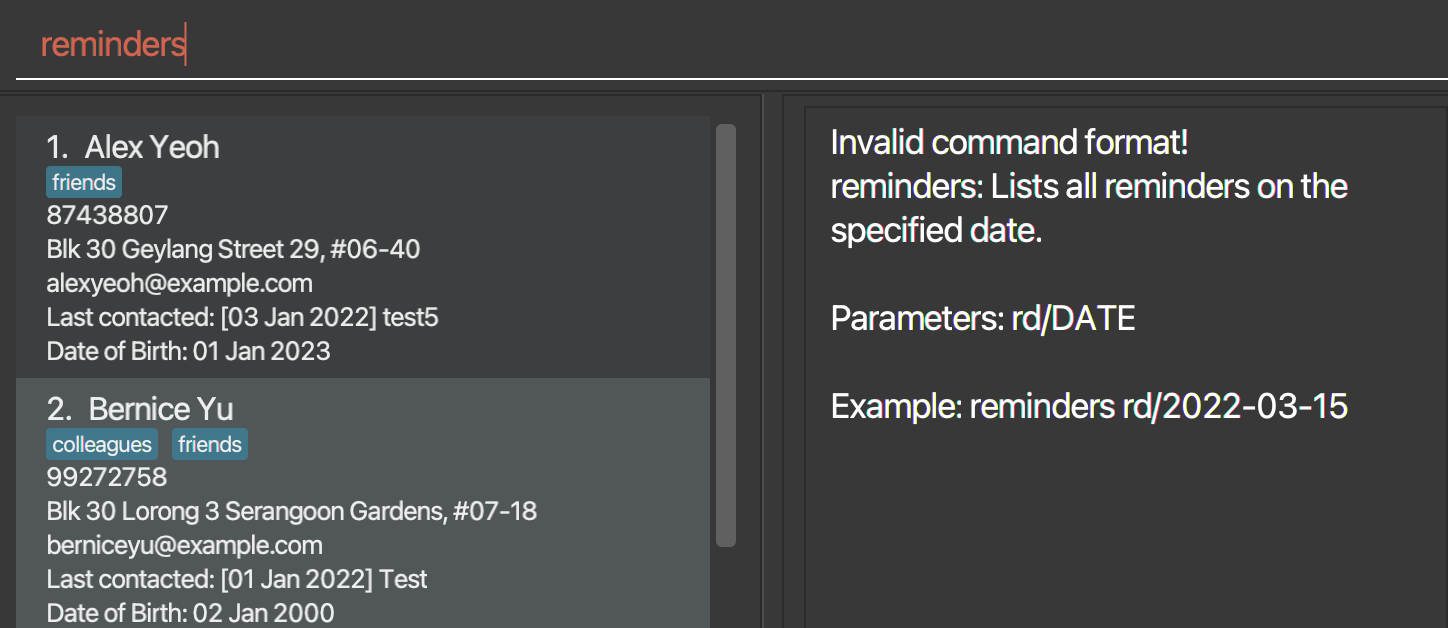 reminders
1. Alex Yeoh
friends
87438807
Blk 30 Geylang Street 29, #06-40
alexyeoh@example.com
Last contacted: [03 Jan 2022] test5
Date of Birth: 01 Jan 2023
2. Bernice Yu
colleagues friends
99272758
Blk 30 Lorong 3 Serangoon Gardens, #07-18
berniceyu@example.com
Last contacted: [01 Jan 2022] Test
Date of Birth: 02 Jan 2000
Invalid command format!
reminders: Lists all reminders on the
specified date.
Parameters: rd/DATE
Example: reminders rd/2022-03-15